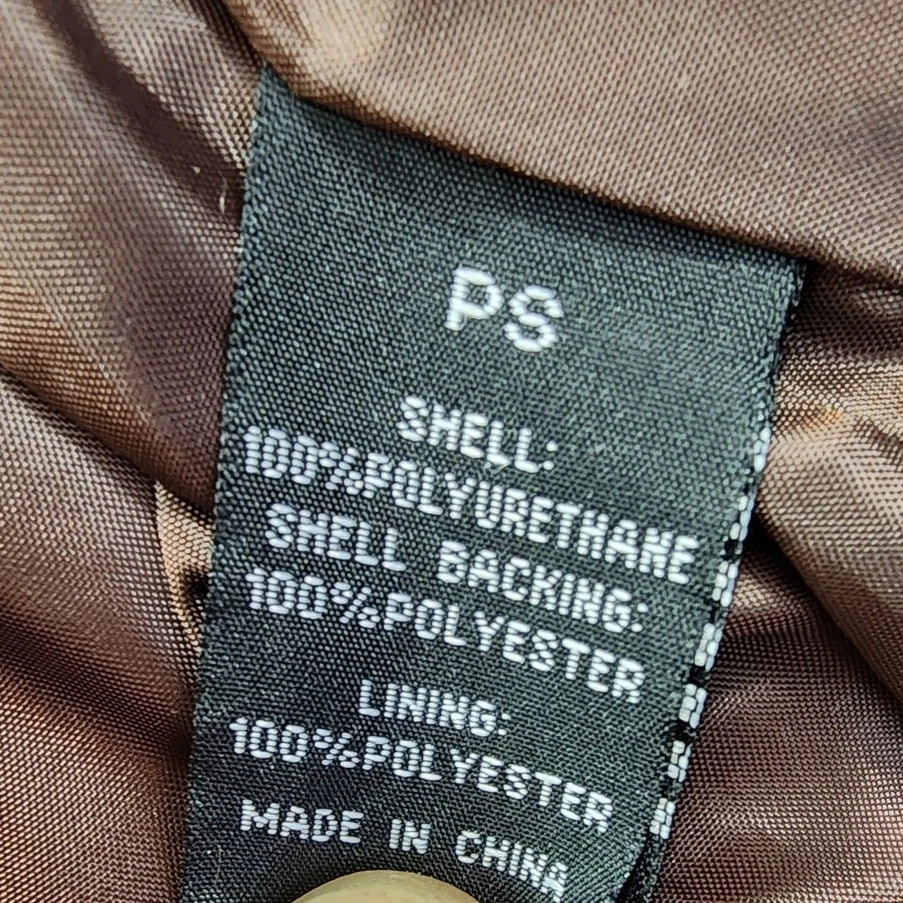 PS
SHELL:
100%POLYURETHANE
SHELL BACKING:
100%POLYESTER
LINING:
100%POLYESTER
MADE IN CHINA